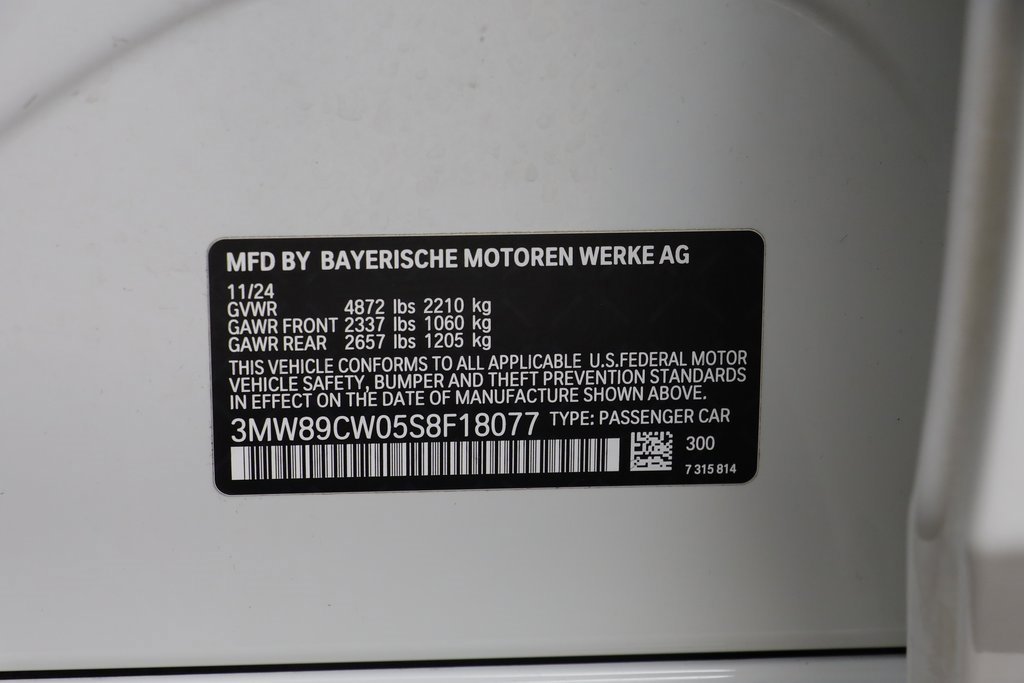 MFD BY BAYERISCHE MOTOREN WERKE AG
11/24
GVWR 4872 lbs 2210 kg
GAWR FRONT 2337 lbs 1060 kg
GAWR REAR 2657 lbs 1205 kg
THIS VEHICLE CONFORMS TO ALL APPLICABLE U.S.FEDERAL MOTOR
VEHICLE SAFETY, BUMPER AND THEFT PREVENTION STANDARDS
IN EFFECT ON THE DATE OF MANUFACTURE SHOWN ABOVE.
3MW89CW05S8F18077 TYPE: PASSENGER CAR
300
7 315 814